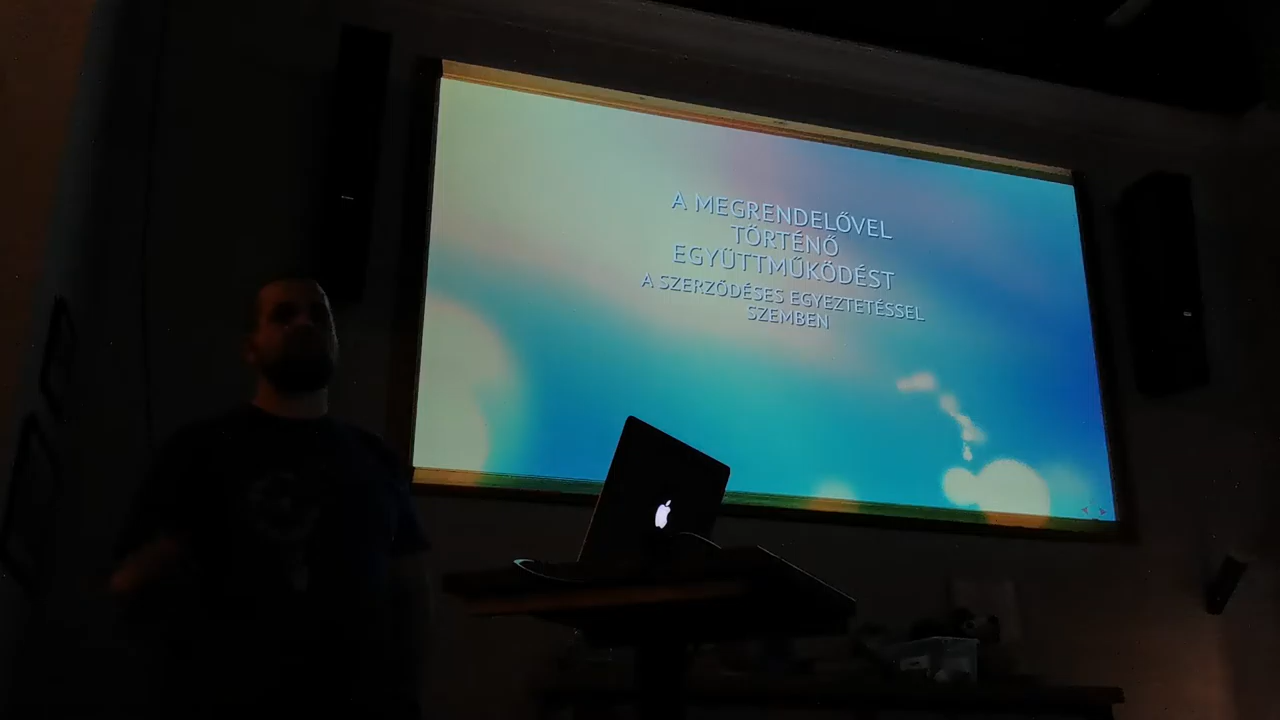 A MEGRENDELŐVEL
TÖRTÉNŐ
EGYÜTTMŰKÖDÉST
A SZERZŐDÉSES EGYEZTETÉSSEL
SZEMBEN